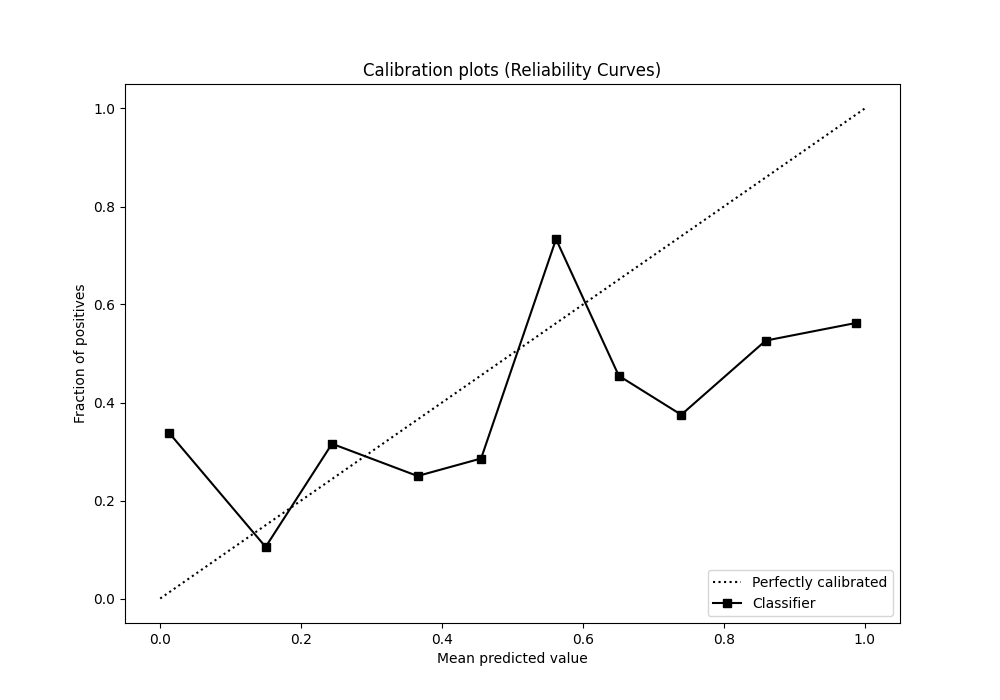 Calibration plots (Reliability Curves)
1.0
0.8
0.6
0.4
0.2
0.0
Fraction of positives
0.0 0.2 0.4 0.6 0.8 1.0
Mean predicted value
Perfectly calibrated
Classifier